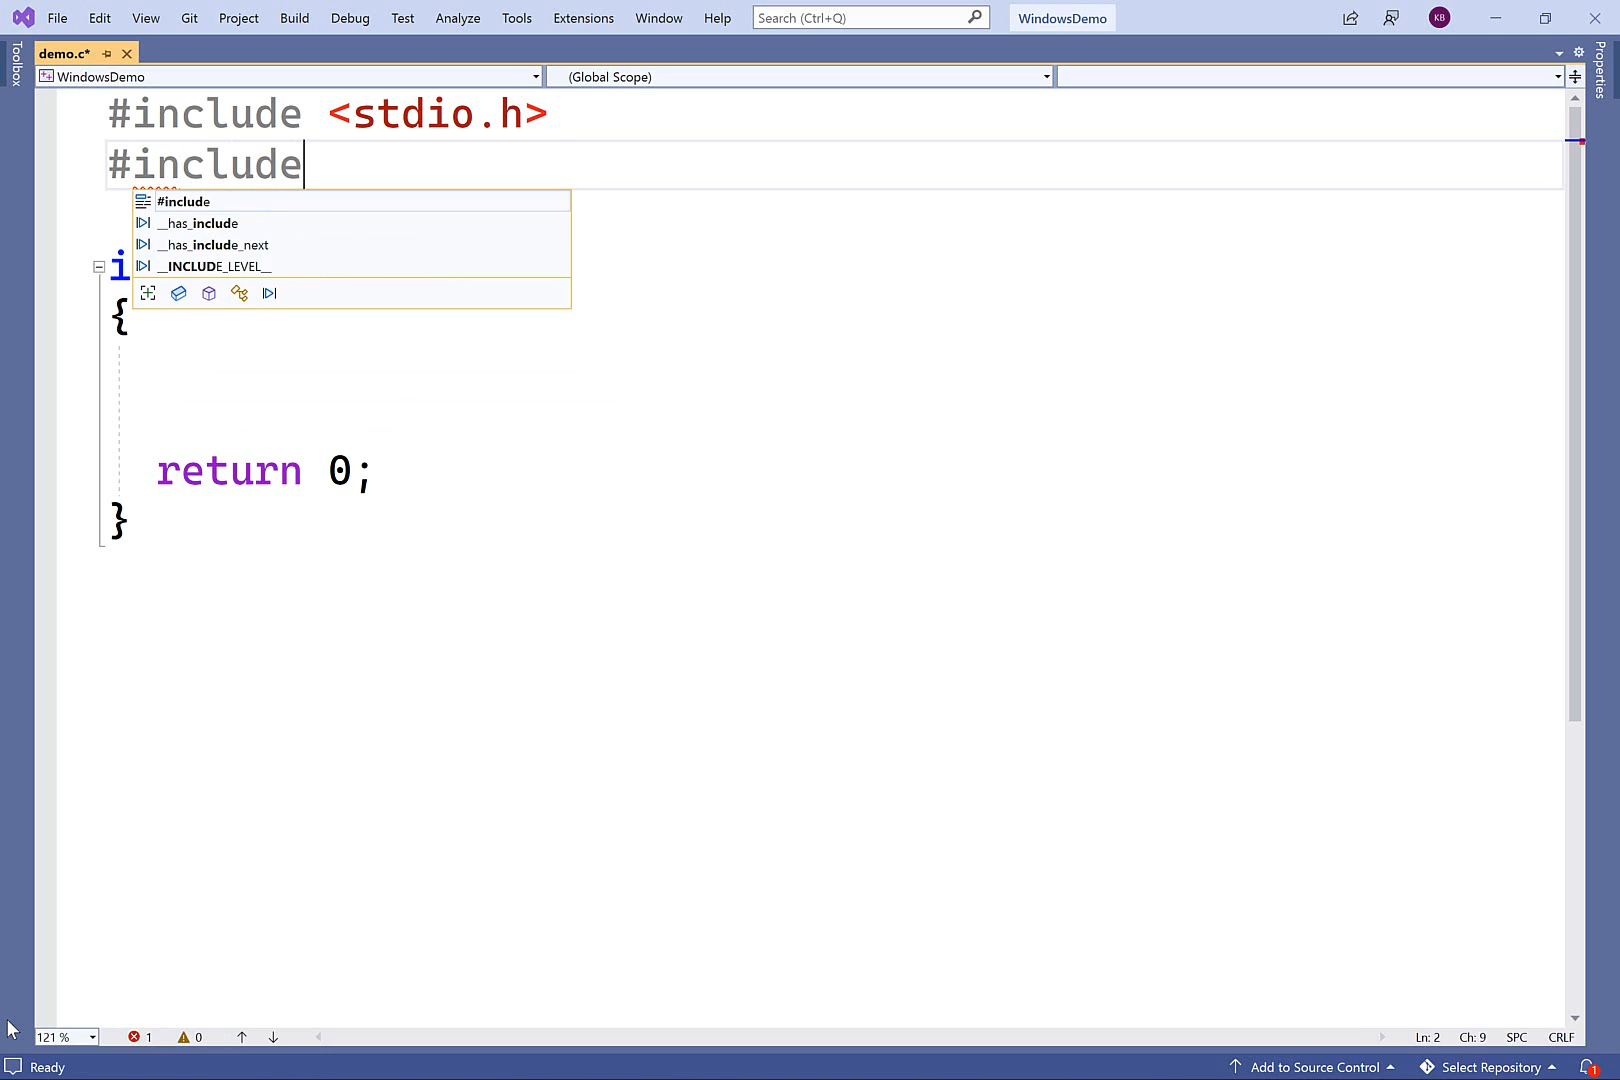 File Edit View Git Project Build Debug Test Analyze Tools Extensions Window Help Search (Ctrl+Q) WindowsDemo KB
Toolbox
demo.c*
Properties
WindowsDemo (Global Scope)
#include <stdio.h>
#include
#include
__has_include
__has_include_next
__INCLUDE_LEVEL__
i
{
return 0;
}
121 % 1 0 Ln: 2 Ch: 9 SPC CRLF
Ready Add to Source Control Select Repository 1